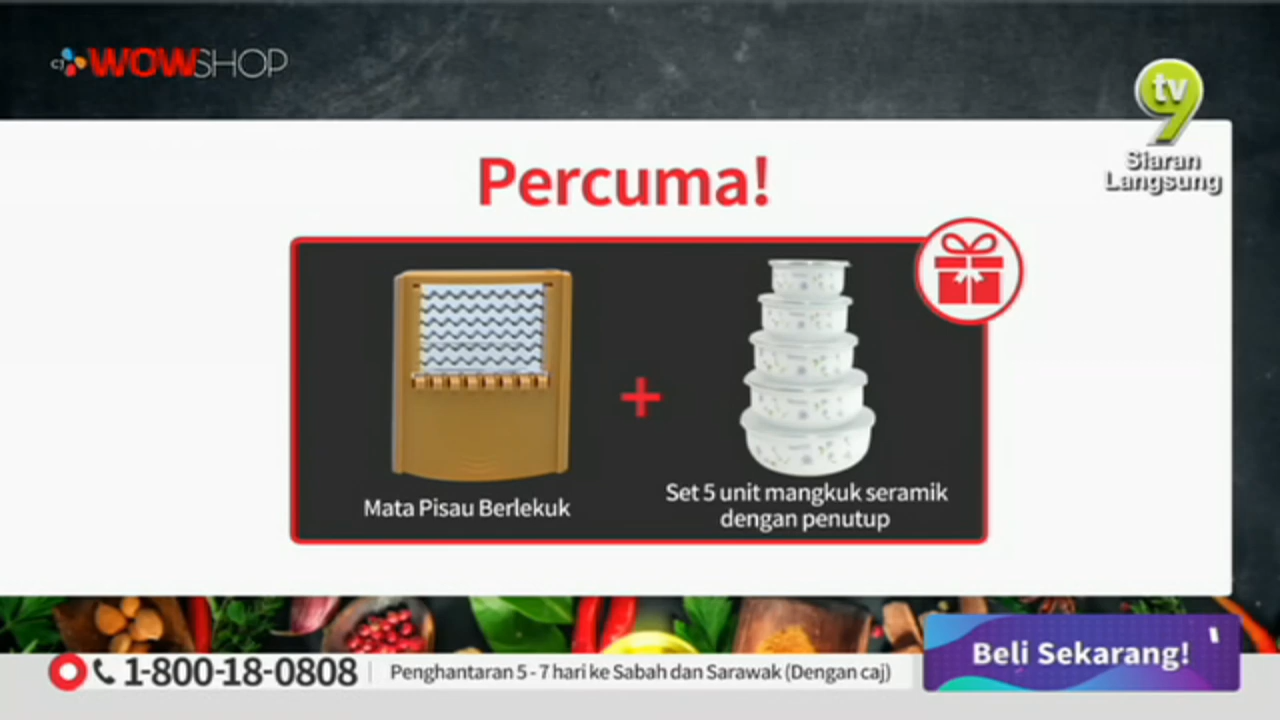 CJ WOWSHOP
tv9
Siaran
Langsung
Percuma!
Mata Pisau Berlekuk
Set 5 unit mangkuk seramik
dengan penutup
1-800-18-0808
Penghantaran 5 - 7 hari ke Sabah dan Sarawak (Dengan caj)
Beli Sekarang!